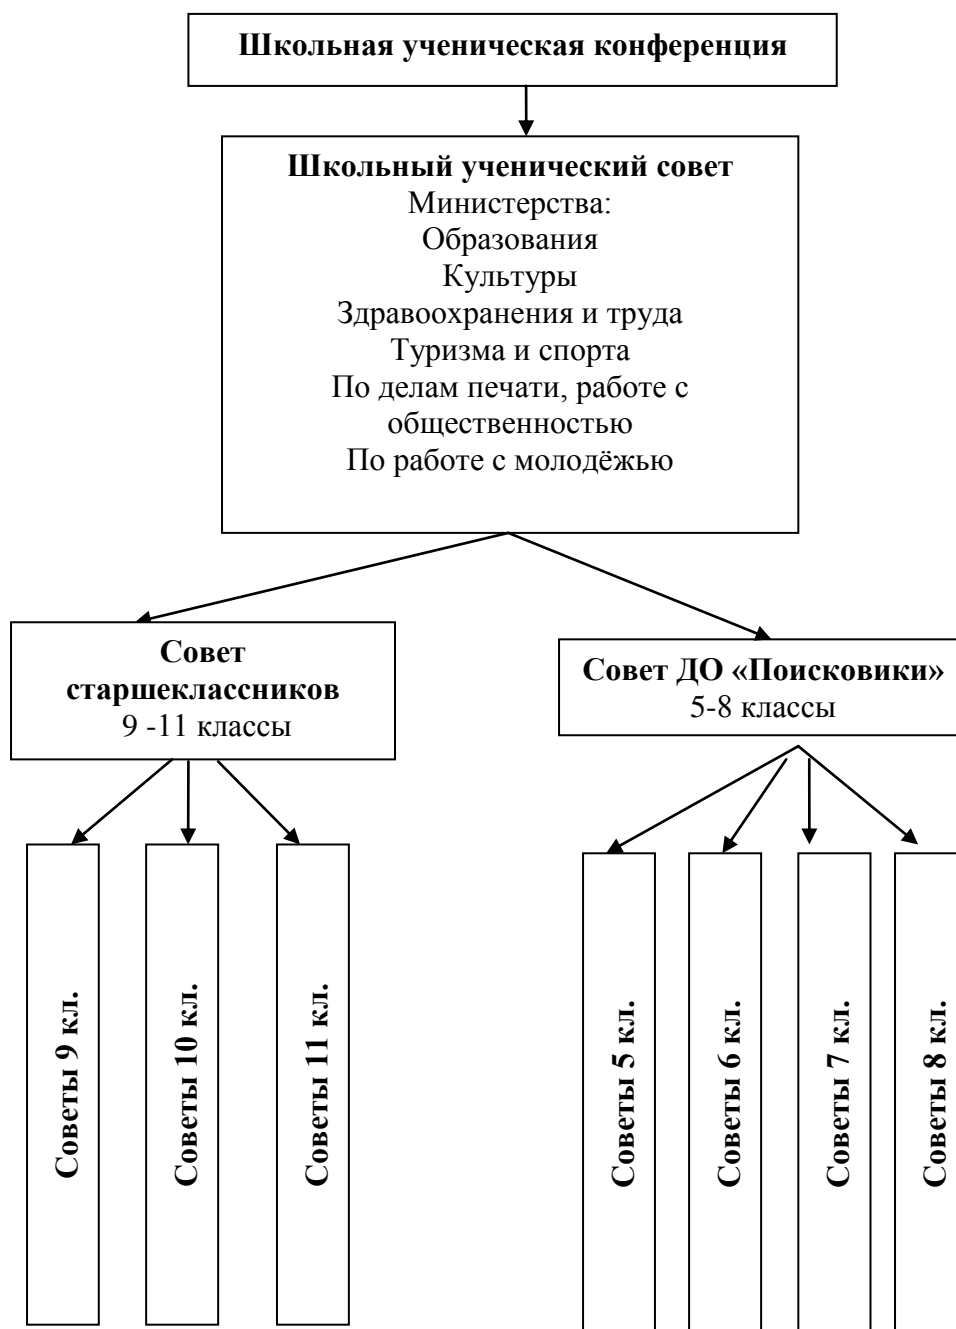 Школьная ученическая конференция
Школьный ученический совет
Министерства:
Образования
Культуры
Здравоохранения и труда
Туризма и спорта
По делам печати, работе с
общественностью
По работе с молодёжью
Совет
старшеклассников
9 -11 классы
Совет ДО «Поисковики»
5-8 классы
Советы 9 кл.
Советы 10 кл.
Советы 11 кл.
Советы 5 кл.
Советы 6 кл.
Советы 7 кл.
Советы 8 кл.